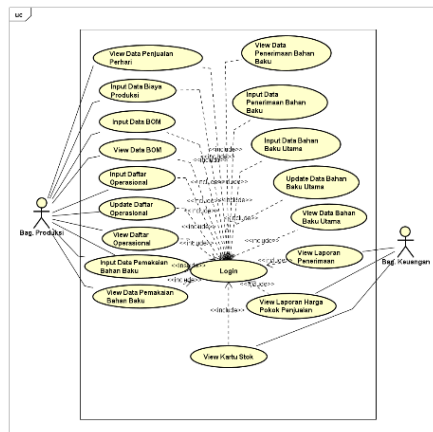 uc
View Data Penjualan
Perhari
Input Data Biaya
Produksi
Input Data BOM
View Data BOM
Input Daftar
Operasional
Update Daftar
Operasional
View Daftar
Operasional
Input Data Pemakaian
Bahan Baku
View Data Pemakaian
Bahan Baku
Bag. Produksi
View Data
Penerimaan Bahan
Baku
Input Data
Penerimaan Bahan
Baku
Input Data Bahan
Baku Utama
Update Data Bahan
Baku Utama
View Data Bahan
Baku Utama
View Laporan
Penerimaan
View Laporan Harga
Pokok Penjualan
View Kartu Stok
Login
Bag. Keuangan
<<include>>
<<include>>
<<include>>
<<include>>
<<include>>